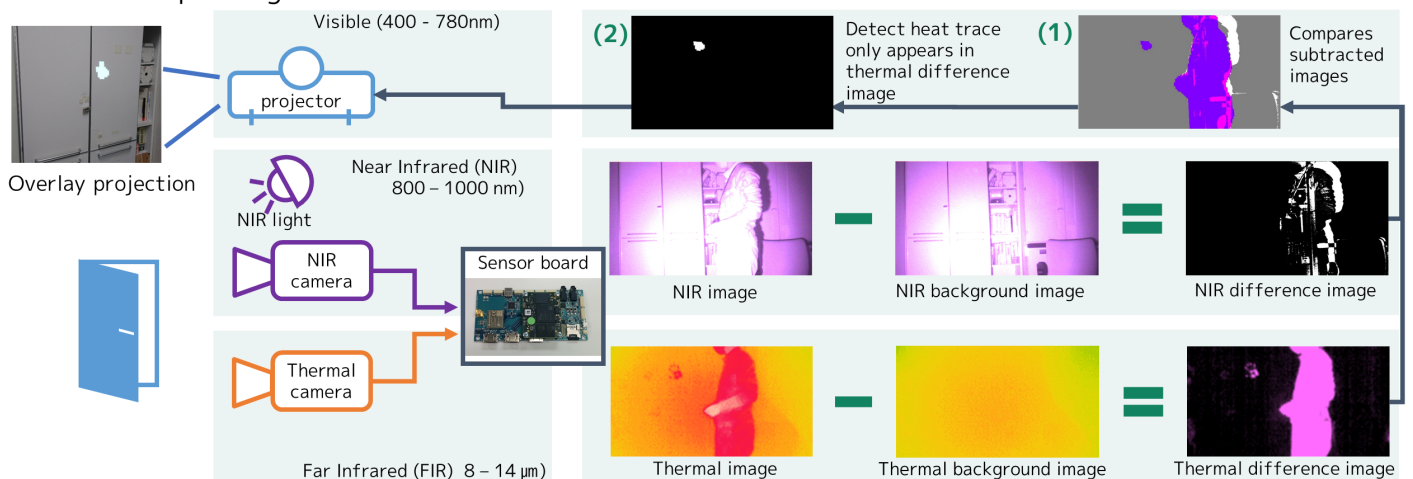 Visible (400 - 780nm)
projector
Overlay projection
(2)
Detect heat trace
only appears in
thermal difference
image
(1)
Compares
subtracted
images
Near Infrared (NIR)
800 – 1000 nm)
NIR light
NIR
camera
Sensor board
NIR image
NIR background image
NIR difference image
Thermal
camera
Far Infrared (FIR) 8 – 14 μm)
Thermal image
Thermal background image
Thermal difference image